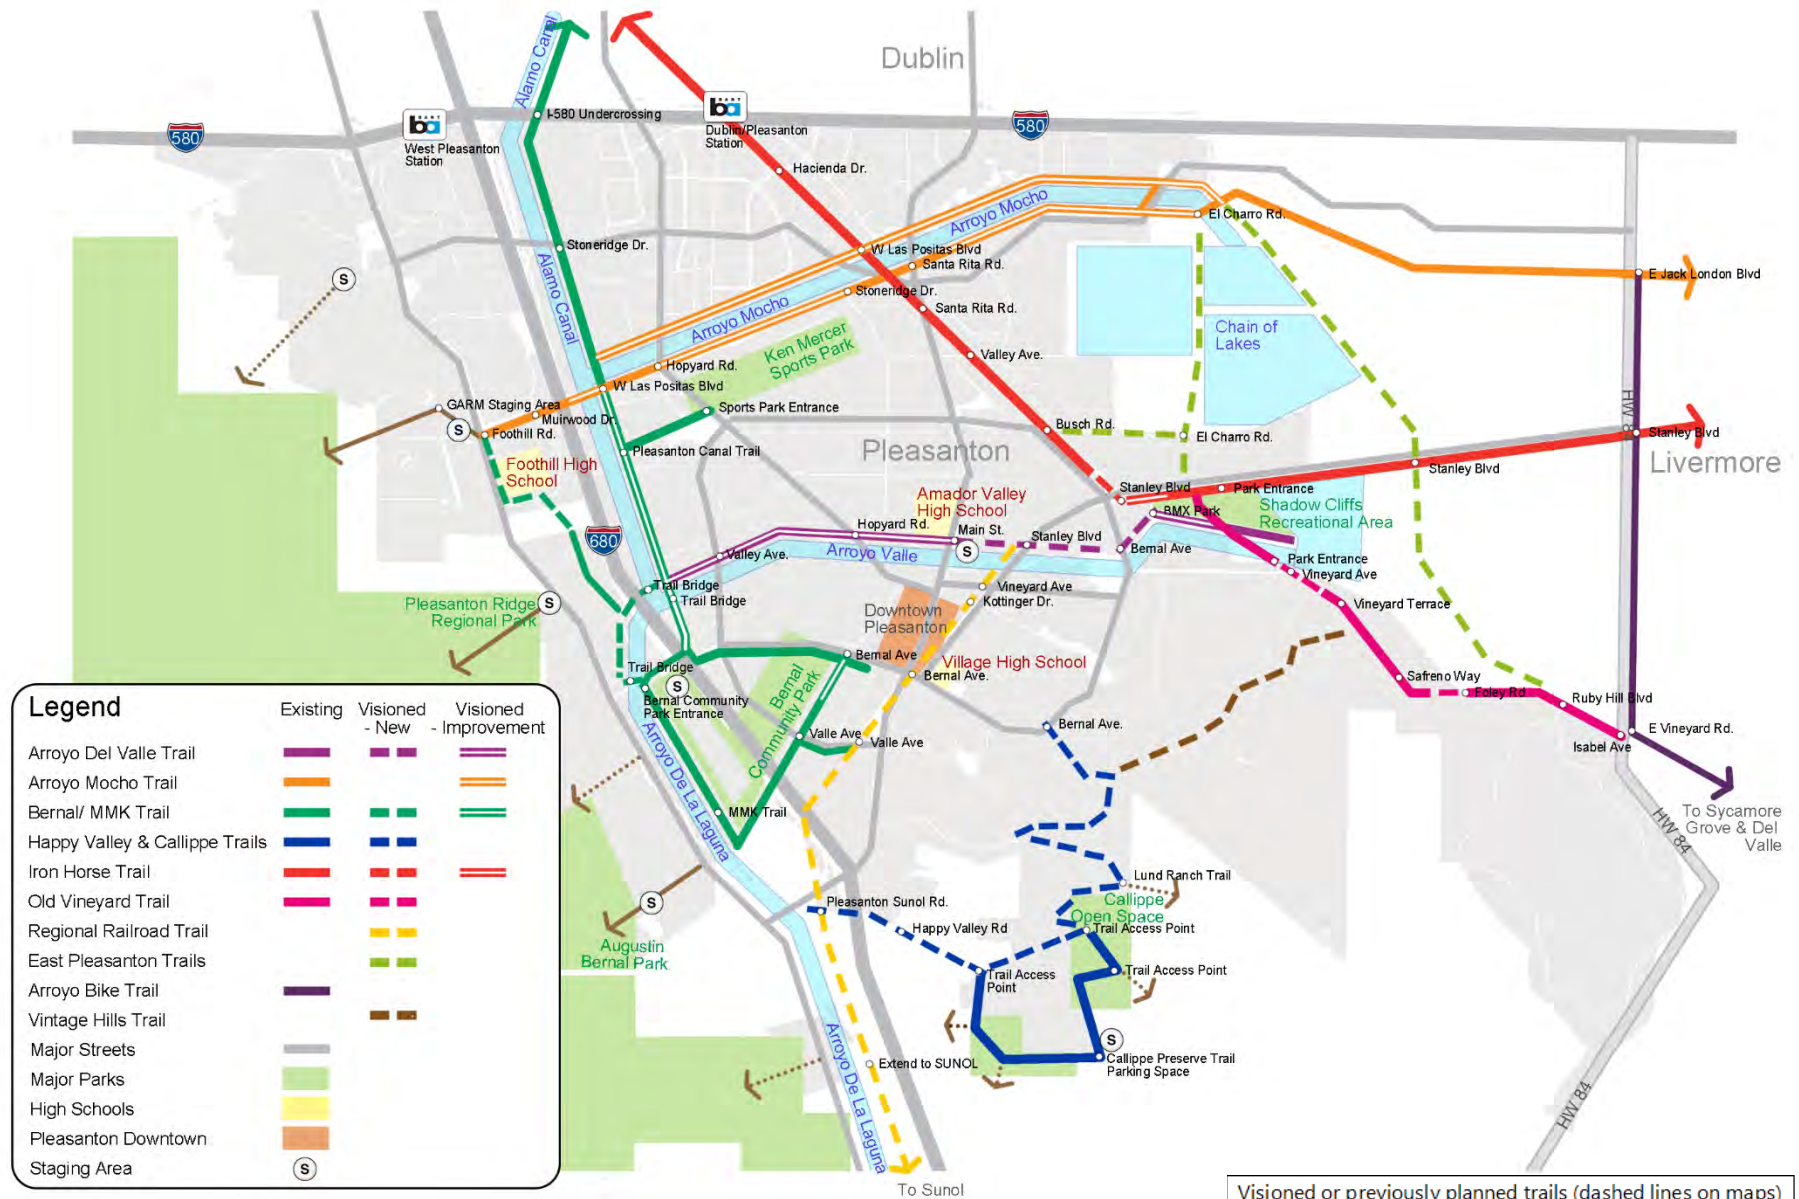 Dublin
Alamo Canal
580
I-580 Undercrossing
BART
ba
West Pleasanton
Station
BART
ba
Dublin/Pleasanton
Station
580
Hacienda Dr.
Arroyo Mocho
El Charro Rd.
Stoneridge Dr.
W Las Positas Blvd
Santa Rita Rd.
E Jack London Blvd
S
Alamo Canal
Stoneridge Dr.
Arroyo Mocho
Santa Rita Rd.
Chain of
Lakes
Ken Mercer
Sports Park
Valley Ave.
Hopyard Rd.
W Las Positas Blvd
GARM Staging Area
Muirwood Dr.
Sports Park Entrance
HW 84
S
Foothill Rd.
Busch Rd.
El Charro Rd.
Stanley Blvd
Pleasanton Canal Trail
Pleasanton
Livermore
Foothill High
School
Stanley Blvd
Stanley Blvd
Park Entrance
Amador Valley
High School
Shadow Cliffs
Recreational Area
BMX Park
Hopyard Rd.
Main St.
Stanley Blvd
680
S
Bernal Ave
Valley Ave.
Arroyo Valle
Park Entrance
Vineyard Ave
Trail Bridge
Trail Bridge
Vineyard Ave
Kottinger Dr.
Vineyard Terrace
Pleasanton Ridge
Regional Park
S
Downtown
Pleasanton
Bernal Ave
Village High School
Bernal Ave.
Trail Bridge
S
Bernal Community
Park Entrance
Bernal
Community Park
Safreno Way
Foley Rd
Ruby Hill Blvd
Isabel Ave
E Vineyard Rd.
Bernal Ave.
Valle Ave
Valle Ave
Arroyo De La Laguna
MMK Trail
To Sycamore
Grove & Del
Valle
HW 84
Lund Ranch Trail
Callippe
Open Space
S
Pleasanton Sunol Rd.
Happy Valley Rd
Trail Access Point
Augustin
Bernal Park
Trail Access
Point
Trail Access Point
S
Callippe Preserve Trail
Parking Space
Extend to SUNOL
Arroyo De La Laguna
HW 84
To Sunol
Legend
Existing
Visioned
- New
Visioned
- Improvement
Arroyo Del Valle Trail
Arroyo Mocho Trail
Bernal/ MMK Trail
Happy Valley & Callippe Trails
Iron Horse Trail
Old Vineyard Trail
Regional Railroad Trail
East Pleasanton Trails
Arroyo Bike Trail
Vintage Hills Trail
Major Streets
Major Parks
High Schools
Pleasanton Downtown
Staging Area
S
Visioned or previously planned trails (dashed lines on maps)